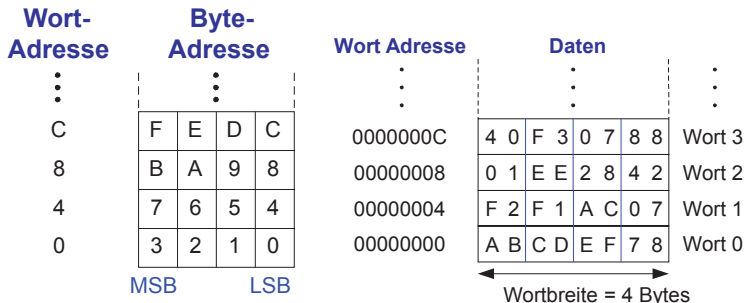 Wort-
Adresse
Byte-
Adresse
C F E D C
8 B A 9 8
4 7 6 5 4
0 3 2 1 0
MSB LSB
Wort Adresse Daten
0000000C 4 0 F 3 0 7 8 8 Wort 3
00000008 0 1 E E 2 8 4 2 Wort 2
00000004 F 2 F 1 A C 0 7 Wort 1
00000000 A B C D E F 7 8 Wort 0
Wortbreite = 4 Bytes